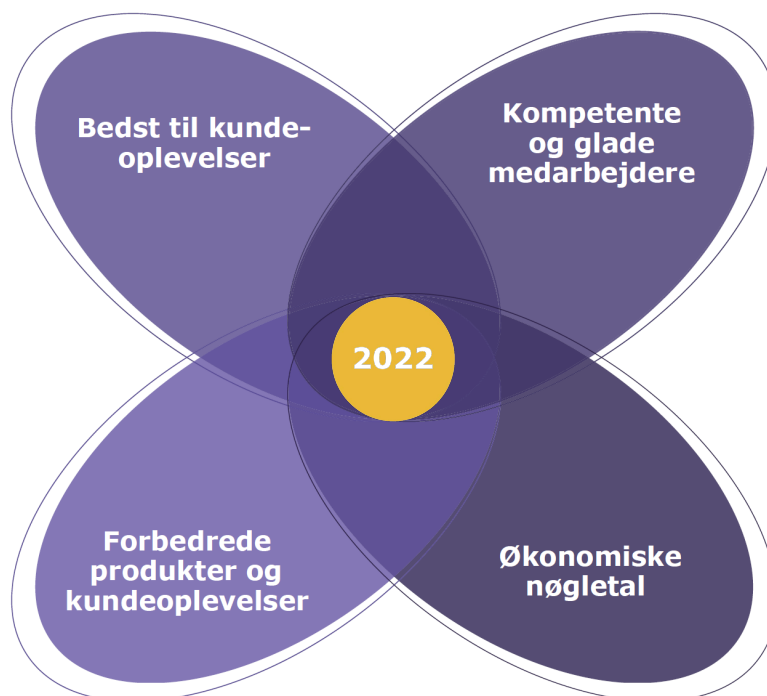 Bedst til kunde-
oplevelser
Kompetente
og glade
medarbejdere
2022
Forbedrede
produkter og
kundeoplevelser
Økonomiske
nøgletal